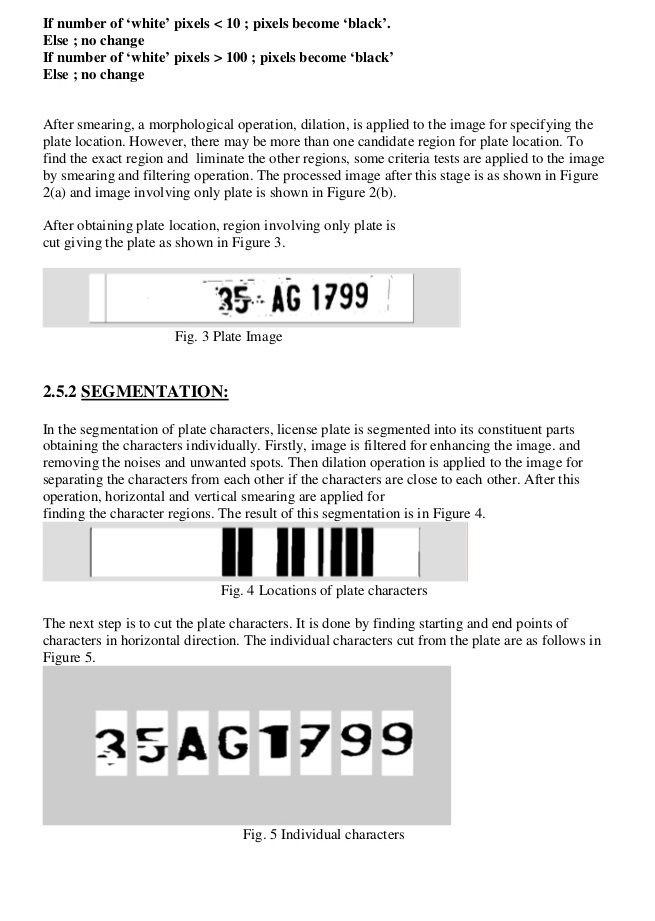 If number of ‘white’ pixels < 10 ; pixels become ‘black’.
Else ; no change
If number of ‘white’ pixels > 100 ; pixels become ‘black’
Else ; no change
After smearing, a morphological operation, dilation, is applied to the image for specifying the
plate location. However, there may be more than one candidate region for plate location. To
find the exact region and  liminate the other regions, some criteria tests are applied to the image
by smearing and filtering operation. The processed image after this stage is as shown in Figure
2(a) and image involving only plate is shown in Figure 2(b).
After obtaining plate location, region involving only plate is
cut giving the plate as shown in Figure 3.
35 AG 1799
Fig. 3 Plate Image
2.5.2 SEGMENTATION:
In the segmentation of plate characters, license plate is segmented into its constituent parts
obtaining the characters individually. Firstly, image is filtered for enhancing the image. and
removing the noises and unwanted spots. Then dilation operation is applied to the image for
separating the characters from each other if the characters are close to each other. After this
operation, horizontal and vertical smearing are applied for
finding the character regions. The result of this segmentation is in Figure 4.
Fig. 4 Locations of plate characters
The next step is to cut the plate characters. It is done by finding starting and end points of
characters in horizontal direction. The individual characters cut from the plate are as follows in
Figure 5.
35AG1799
Fig. 5 Individual characters